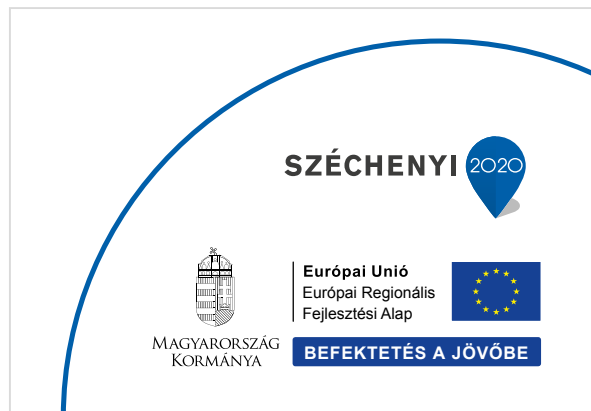 SZÉCHENYI 2020
Európai Unió
Európai Regionális
Fejlesztési Alap
MAGYARORSZÁG
KORMÁNYA
BEFEKTETÉS A JÖVŐBE